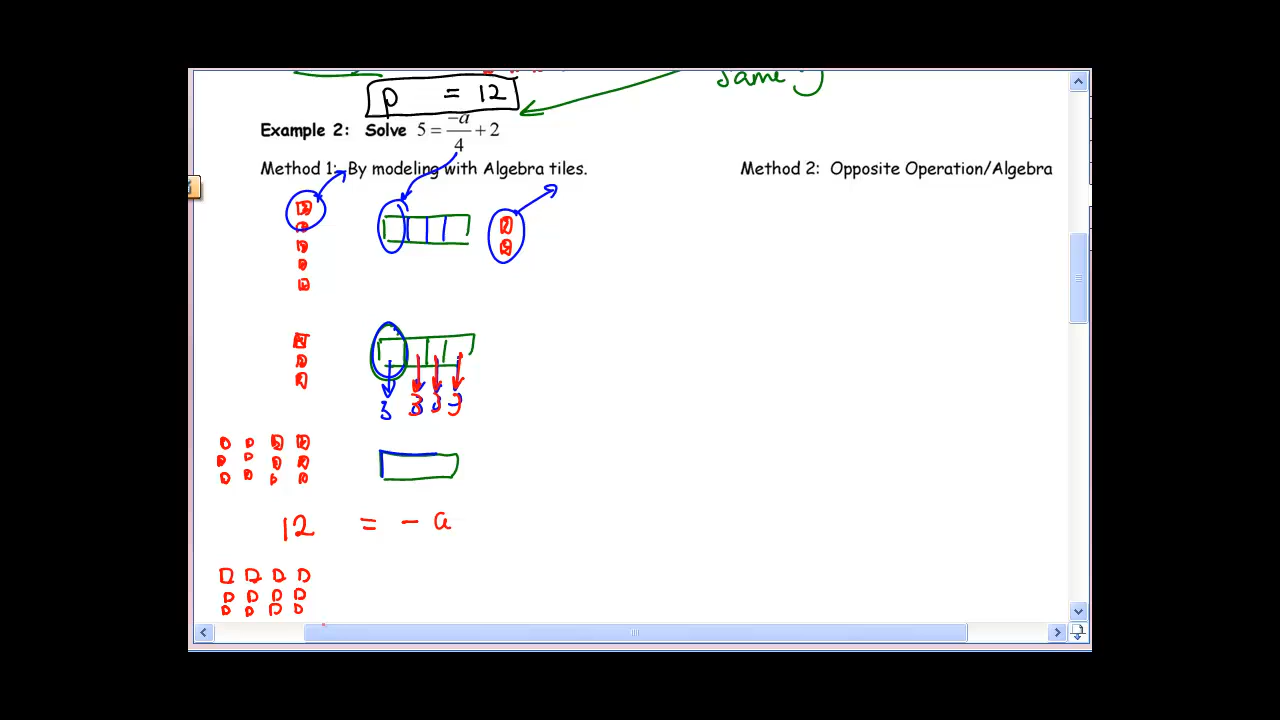 same
p = 12
Example 2: Solve 5 = -a/4 + 2
Method 1: By modeling with Algebra tiles.
Method 2: Opposite Operation/Algebra
3 3 3 3
12 = - a